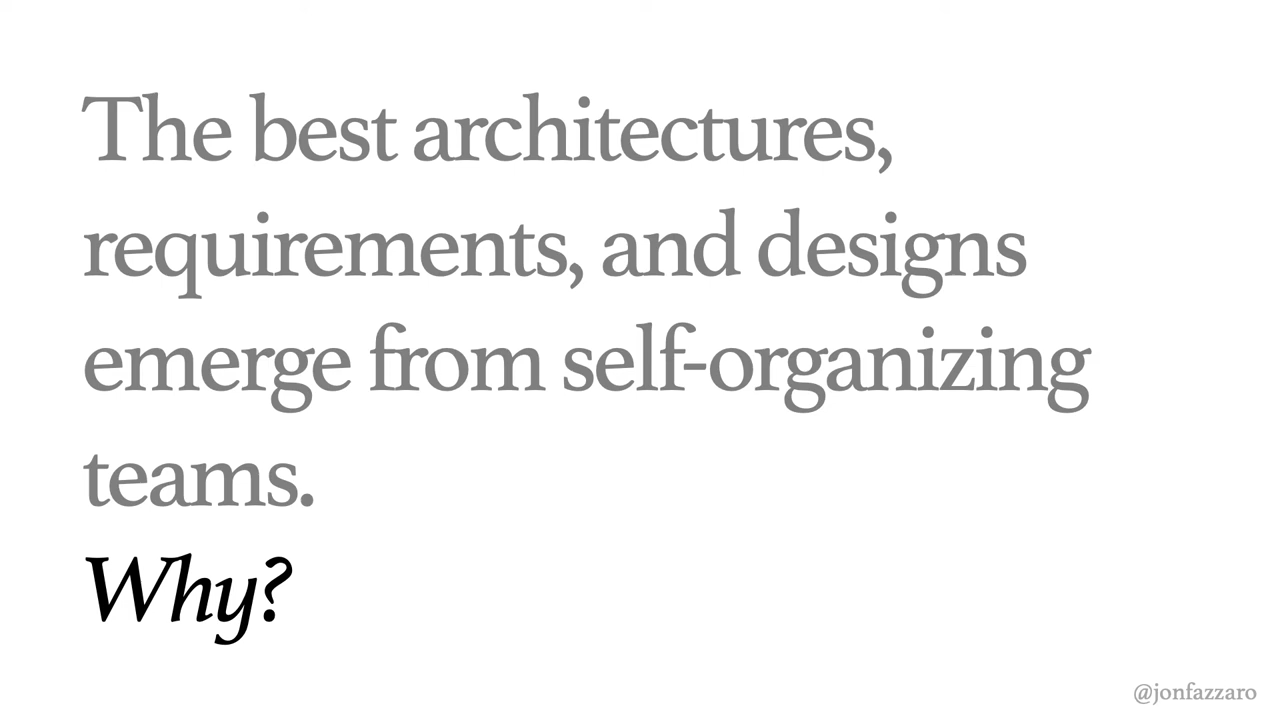 The best architectures,
requirements, and designs
emerge from self-organizing
teams.
Why?
@jonfazzaro